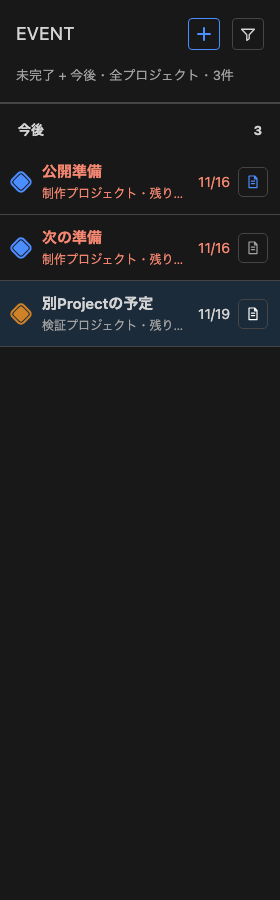 EVENT
未完了 + 今後・全プロジェクト・3件
今後 3
公開準備
制作プロジェクト・残り… 11/16
次の準備
制作プロジェクト・残り… 11/16
別Projectの予定
検証プロジェクト・残り… 11/19